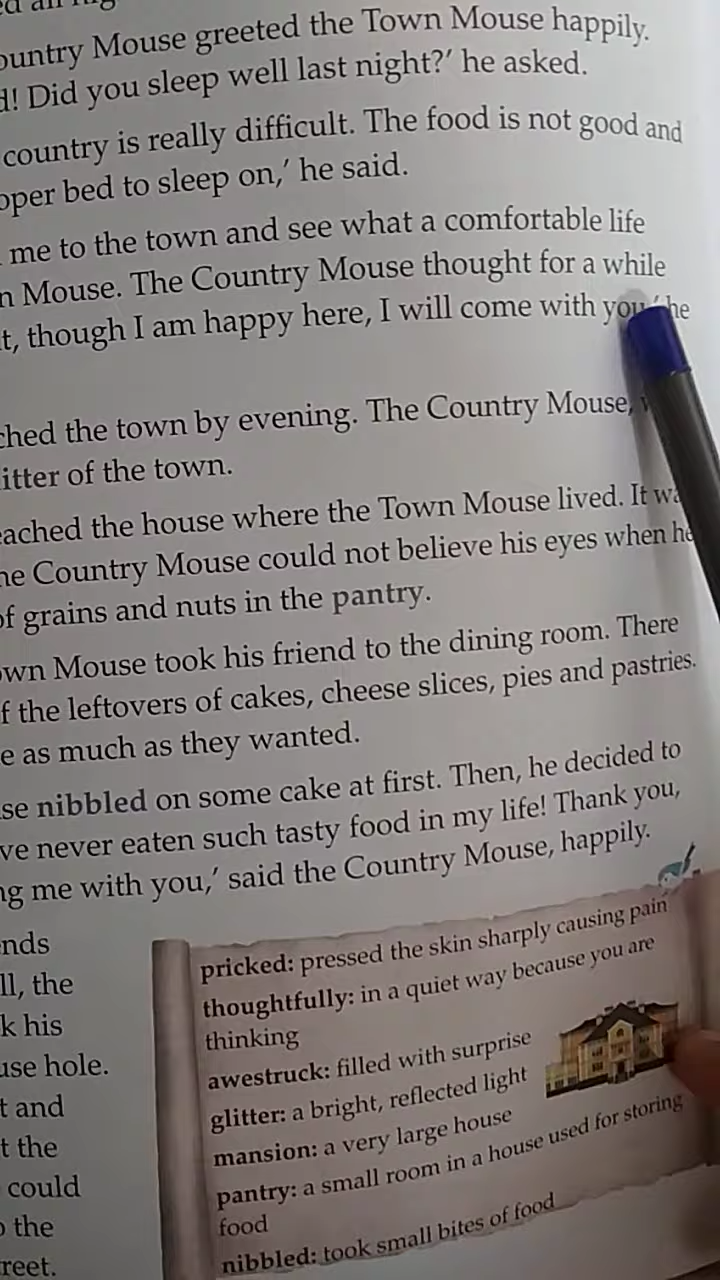 ountry Mouse greeted the Town Mouse happily.
d! Did you sleep well last night?’ he asked.
country is really difficult. The food is not good and
oper bed to sleep on,’ he said.
me to the town and see what a comfortable life
n Mouse. The Country Mouse thought for a while
t, though I am happy here, I will come with you,’ he
ched the town by evening. The Country Mouse,
itter of the town.
eached the house where the Town Mouse lived. It wa
he Country Mouse could not believe his eyes when he
of grains and nuts in the pantry.
own Mouse took his friend to the dining room. There
f the leftovers of cakes, cheese slices, pies and pastries.
e as much as they wanted.
se nibbled on some cake at first. Then, he decided to
ve never eaten such tasty food in my life! Thank you,
ng me with you,’ said the Country Mouse, happily.
nds
ll, the
k his
use hole.
t and
t the
could
o the
reet.
pricked: pressed the skin sharply causing pain
thoughtfully: in a quiet way because you are
thinking
awestruck: filled with surprise
glitter: a bright, reflected light
mansion: a very large house
pantry: a small room in a house used for storing
food
nibbled: took small bites of food